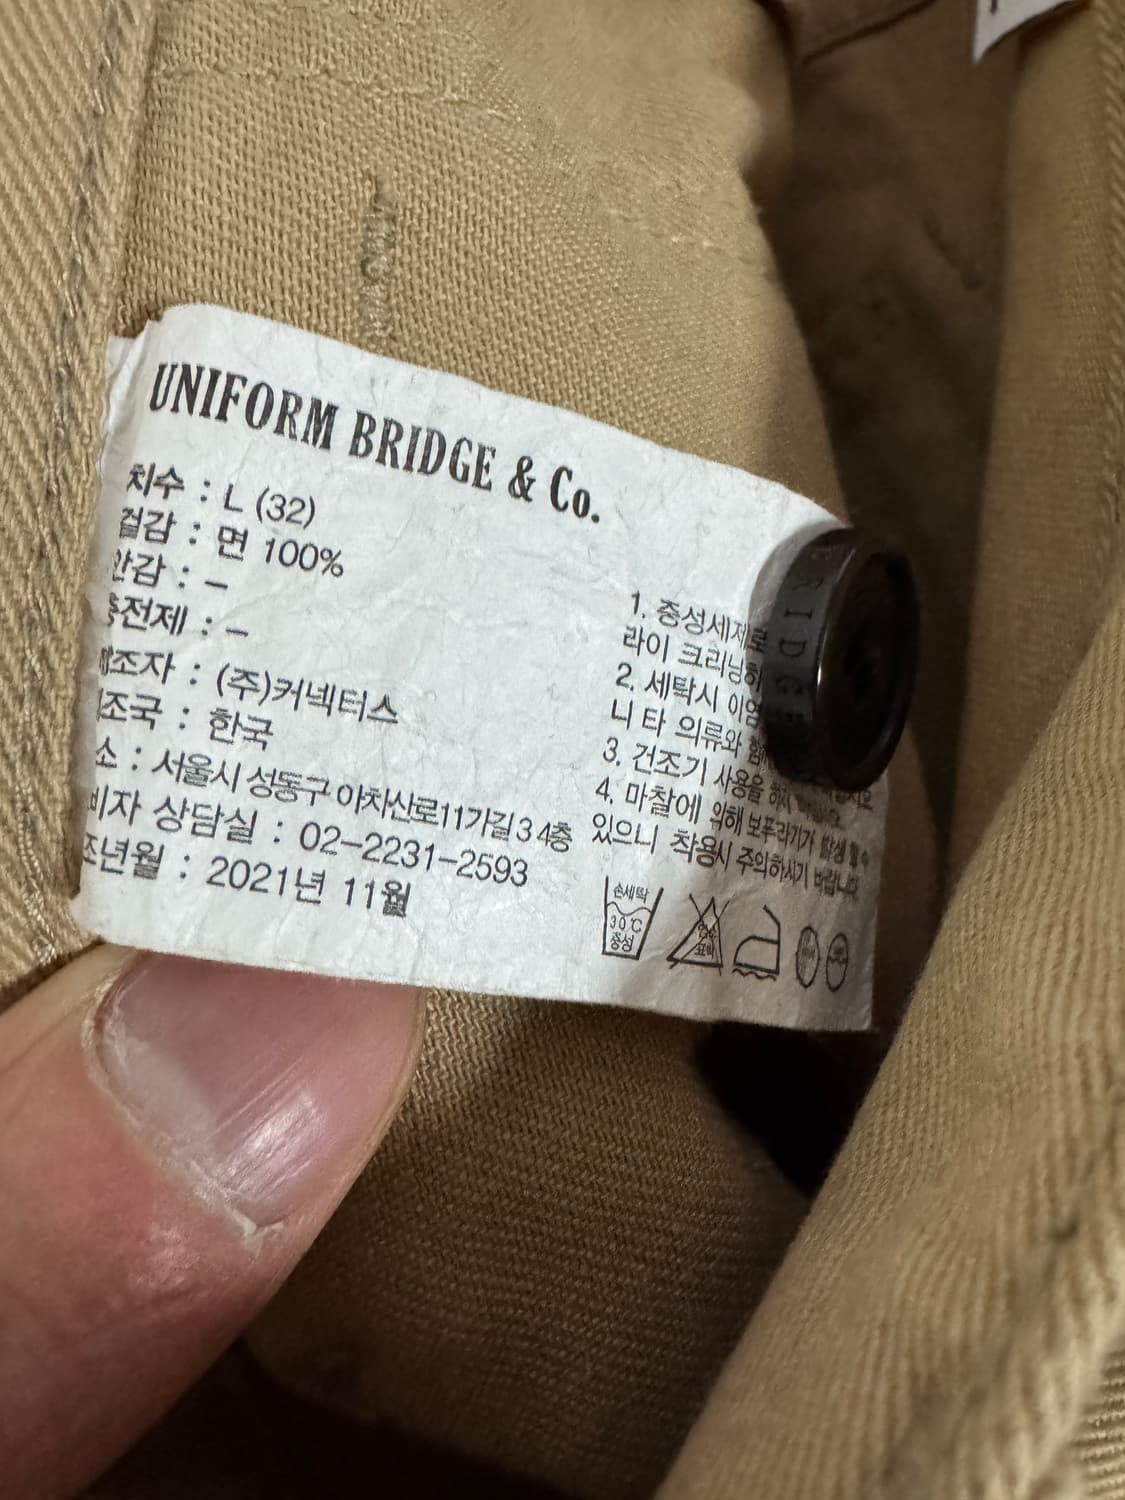 UNIFORM BRIDGE & Co.
치수 : L (32)
겉감 : 면 100%
안감 : –
충전제 : –
제조자 : (주)커넥터스
제조국 : 한국
소 : 서울시 성동구 아차산로11가길 3 4층
비자 상담실 : 02-2231-2593
조년월 : 2021년 11월
1. 중성세제로
라이 크리닝하
2. 세탁시 이염
니 타 의류와
3. 건조기 사용을
4. 마찰에 의해 보푸라기가 발생할 수
있으니 착용시 주의하시기 바랍니다.
손세탁
30℃
중성
염소
표백
BRIDGE